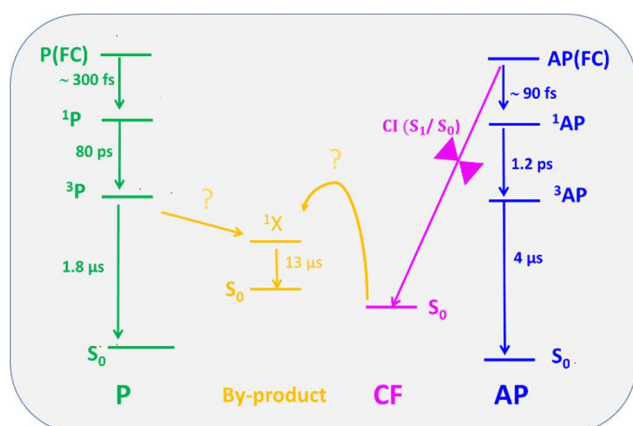 P(FC)
~ 300 fs
¹P
80 ps
³P
1.8 µs
S₀
P
?
¹X
13 µs
S₀
By-product
?
CI (S₁/ S₀)
S₀
CF
AP(FC)
~ 90 fs
¹AP
1.2 ps
³AP
4 µs
S₀
AP